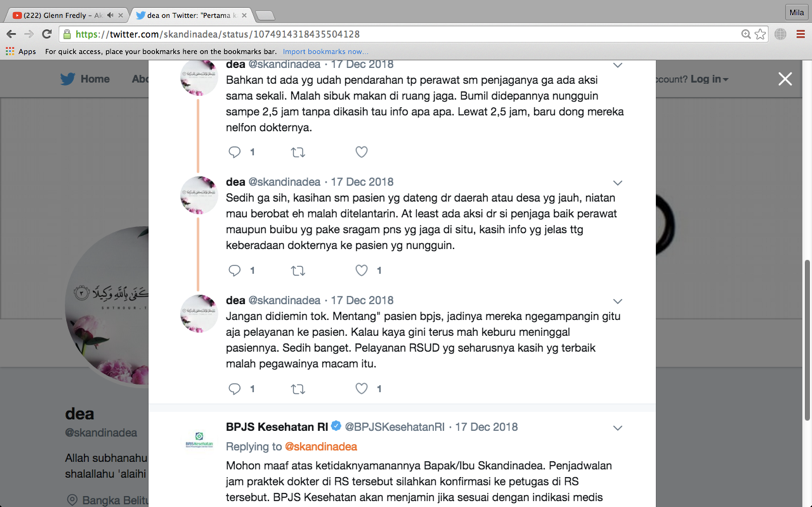 (222) Glenn Fredly – Al
dea on Twitter: "Pertama k
Mila
https://twitter.com/skandinadea/status/1074914318435504128
Apps For quick access, place your bookmarks here on the bookmarks bar. Import bookmarks now...
Home
Abo
ccount? Log in
dea @skandinadea · 17 Dec 2018
Bahkan td ada yg udah pendarahan tp perawat sm penjaganya ga ada aksi
sama sekali. Malah sibuk makan di ruang jaga. Bumil didepannya nungguin
sampe 2,5 jam tanpa dikasih tau info apa apa. Lewat 2,5 jam, baru dong mereka
nelfon dokternya.
1
dea @skandinadea · 17 Dec 2018
Sedih ga sih, kasihan sm pasien yg dateng dr daerah atau desa yg jauh, niatan
mau berobat eh malah ditelantarin. At least ada aksi dr si penjaga baik perawat
maupun buibu yg pake sragam pns yg jaga di situ, kasih info yg jelas ttg
keberadaan dokternya ke pasien yg nungguin.
1 1
dea @skandinadea · 17 Dec 2018
Jangan didiemin tok. Mentang" pasien bpjs, jadinya mereka ngegampangin gitu
aja pelayanan ke pasien. Kalau kaya gini terus mah keburu meninggal
pasiennya. Sedih banget. Pelayanan RSUD yg seharusnya kasih yg terbaik
malah pegawainya macam itu.
1 1
BPJS Kesehatan RI @BPJSKesehatanRI · 17 Dec 2018
Replying to @skandinadea
Mohon maaf atas ketidaknyamanannya Bapak/Ibu Skandinadea. Penjadwalan
jam praktek dokter di RS tersebut silahkan konfirmasi ke petugas di RS
tersebut. BPJS Kesehatan akan menjamin jika sesuai dengan indikasi medis
dea
@skandinadea
Allah subhanahu
shalallahu 'alaihi
Bangka Belitu